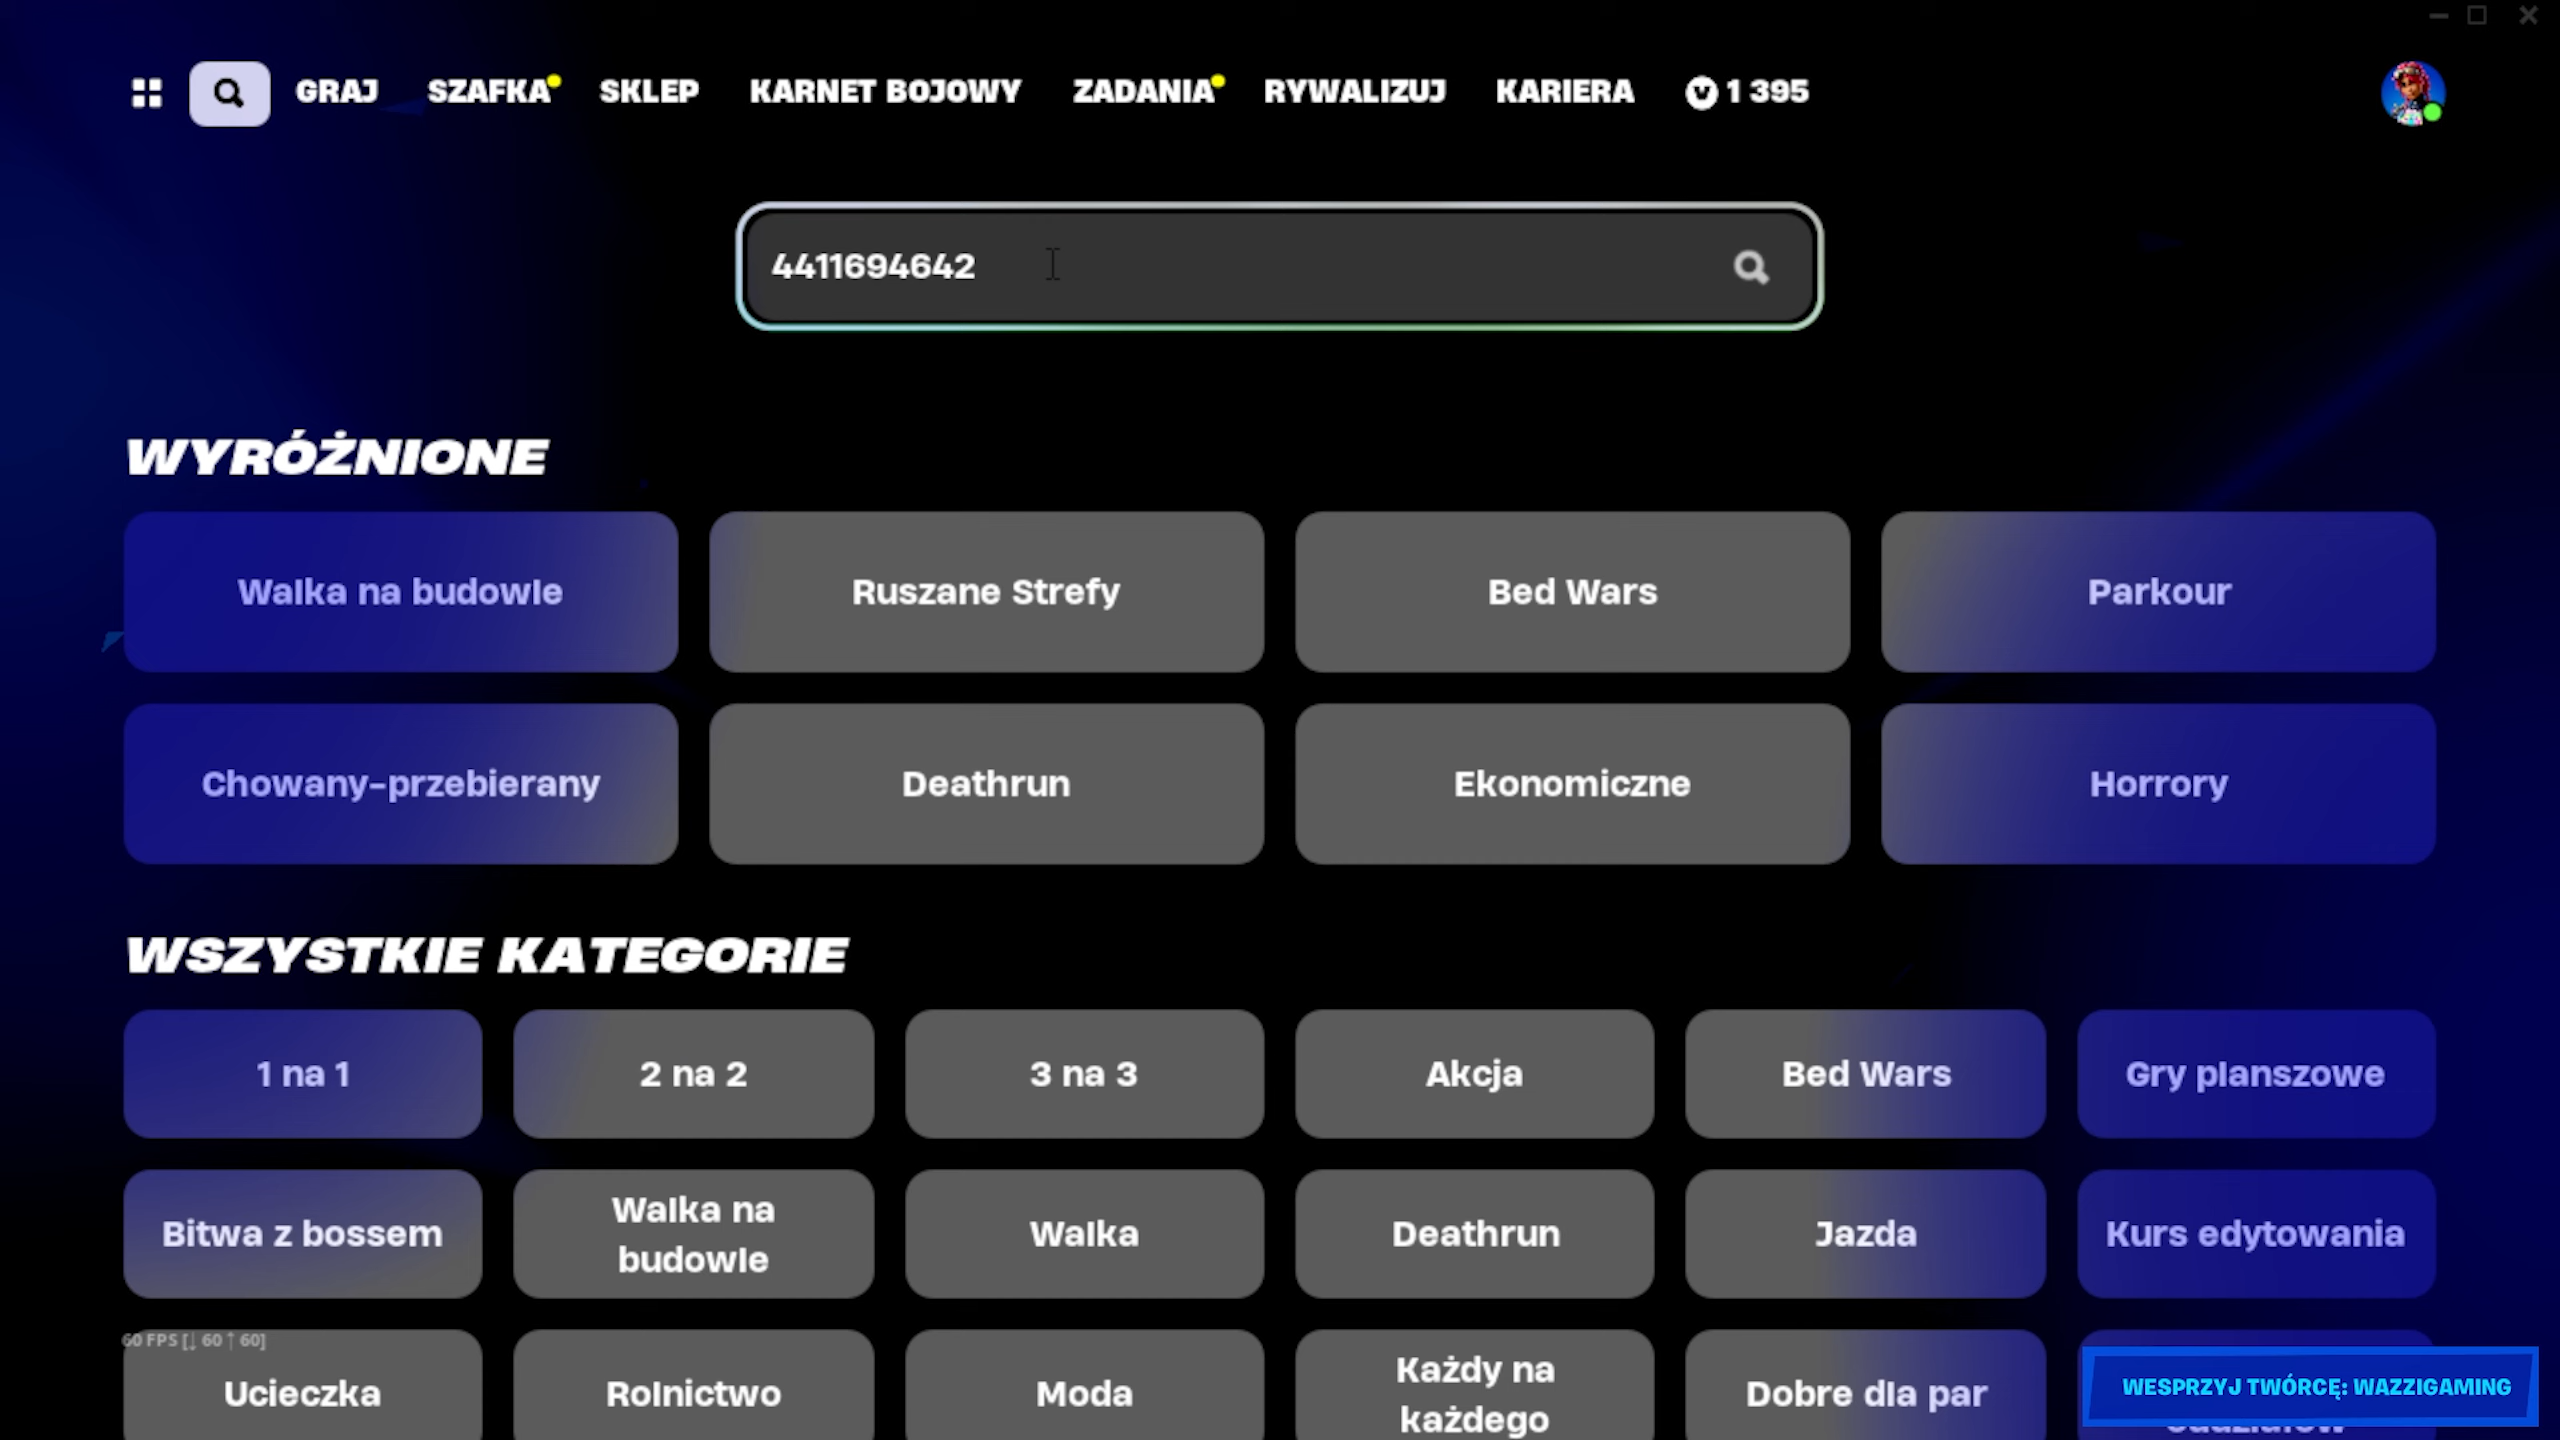 GRAJ SZAFKA SKLEP KARNET BOJOWY ZADANIA RYWALIZUJ KARIERA 1 395
4411694642
WYRÓŻNIONE
Walka na budowle Ruszane Strefy Bed Wars Parkour
Chowany-przebierany Deathrun Ekonomiczne Horrory
WSZYSTKIE KATEGORIE
1 na 1 2 na 2 3 na 3 Akcja Bed Wars Gry planszowe
Bitwa z bossem Walka na budowle Walka Deathrun Jazda Kurs edytowania
60 FPS [↓ 60 ↑ 60]
Ucieczka Rolnictwo Moda Każdy na każdego Dobre dla par
WESPRZYJ TWÓRCĘ: WAZZIGAMING